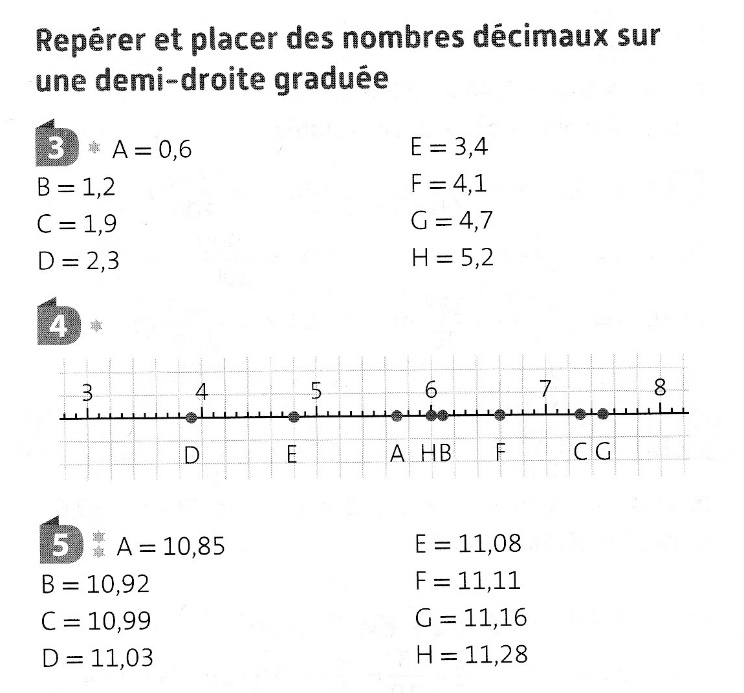 Repérer et placer des nombres décimaux sur
une demi-droite graduée
3 * A = 0,6
B = 1,2
C = 1,9
D = 2,3
E = 3,4
F = 4,1
G = 4,7
H = 5,2
4 *
3 4 5 6 7 8
D E A H B F C G
5 ** A = 10,85
B = 10,92
C = 10,99
D = 11,03
E = 11,08
F = 11,11
G = 11,16
H = 11,28